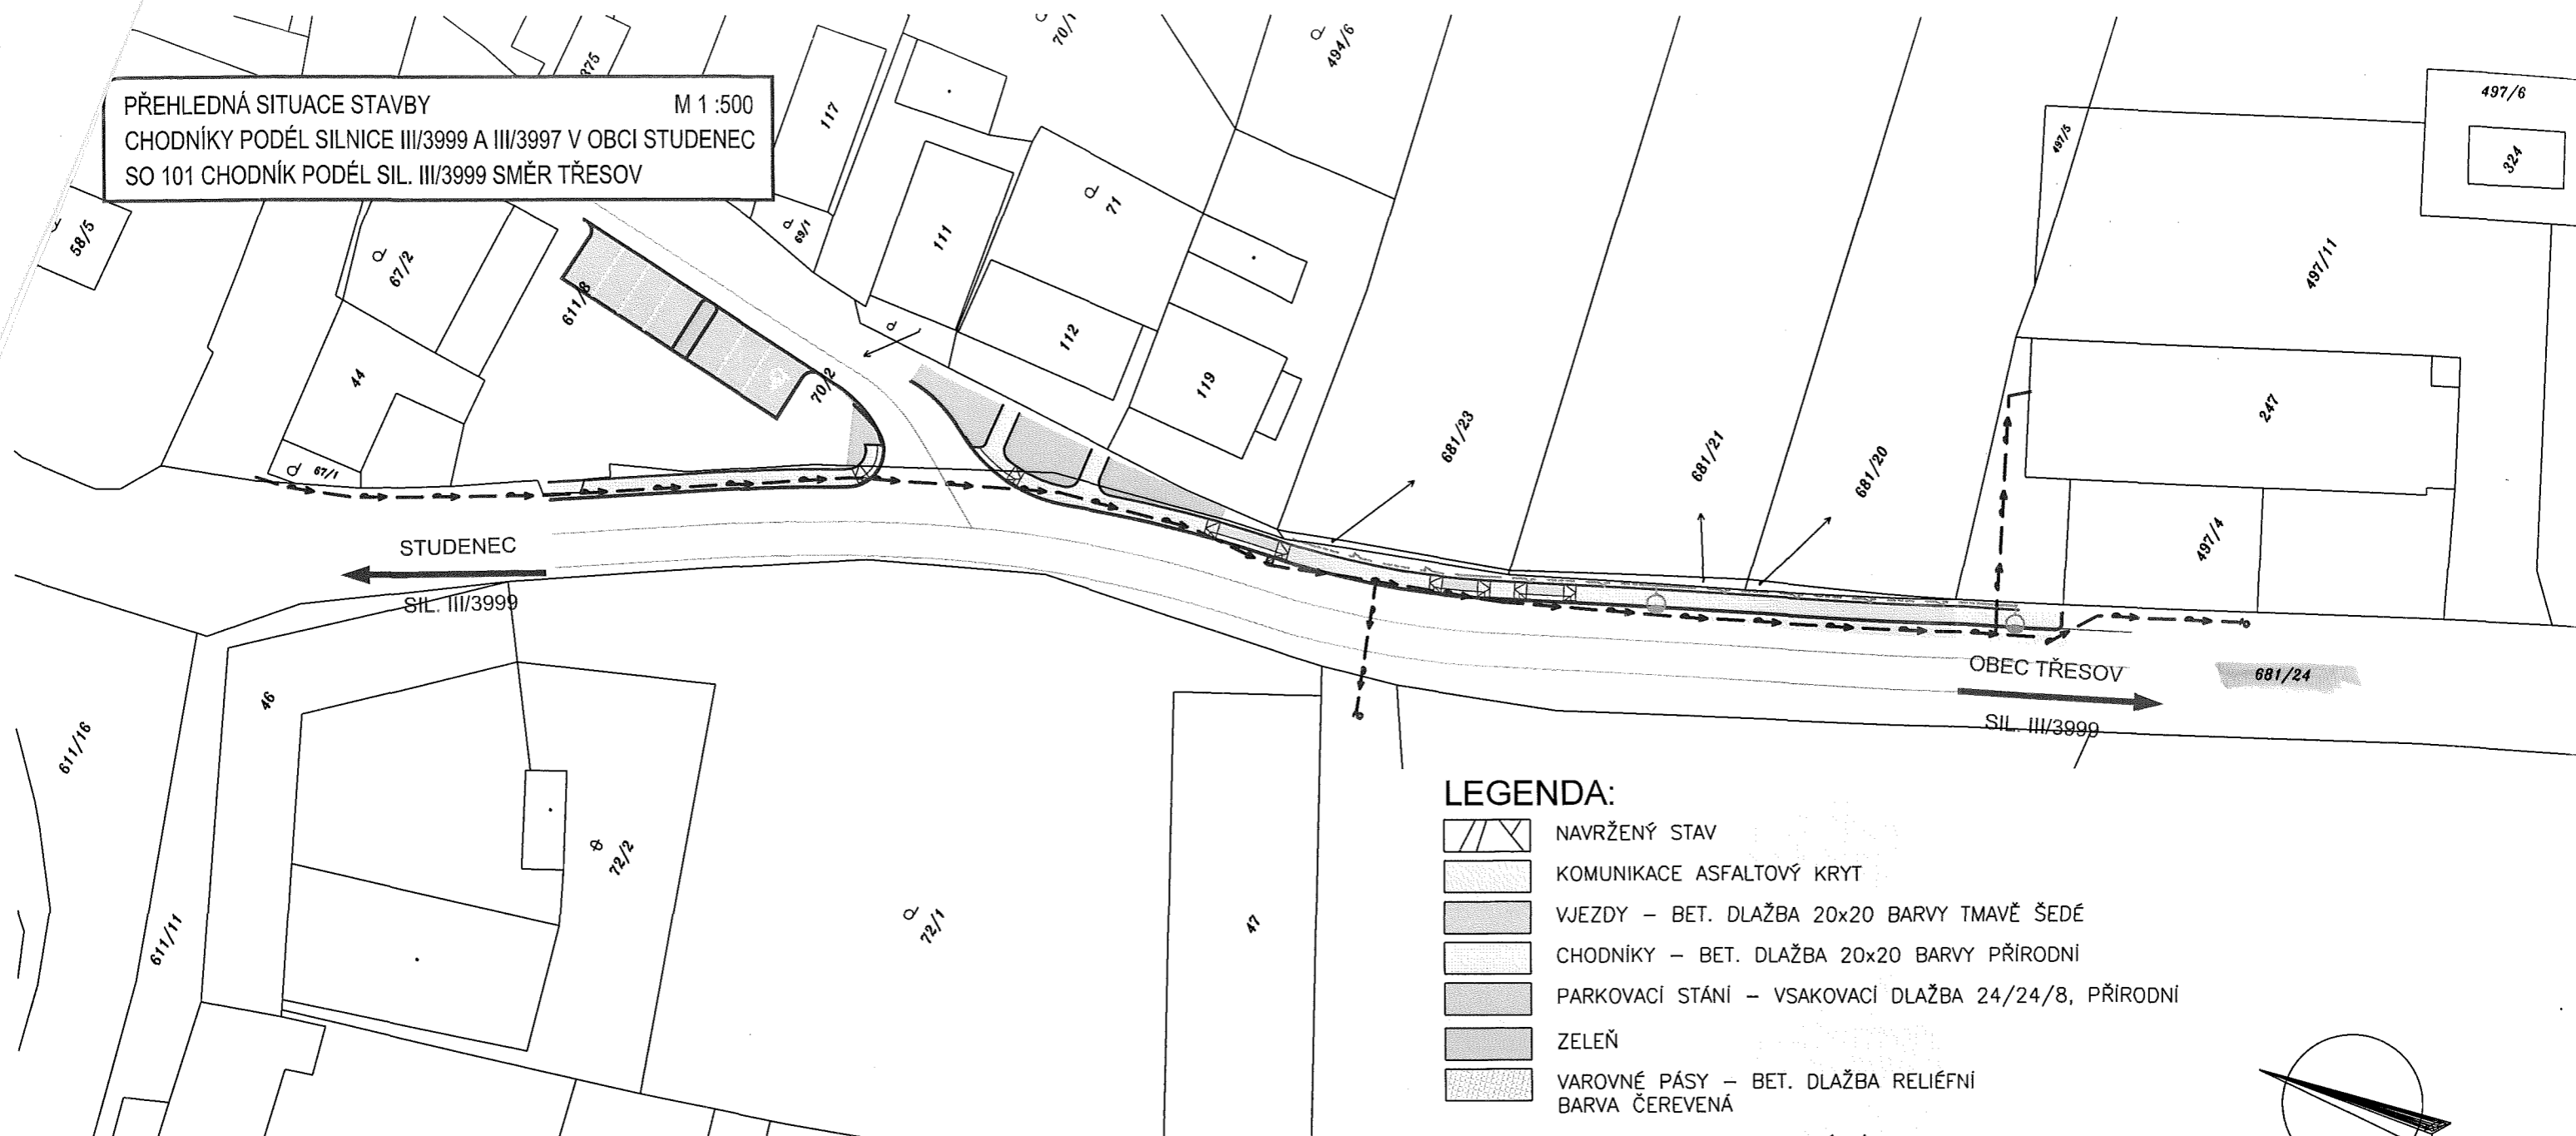 PŘEHLEDNÁ SITUACE STAVBY M 1 :500
CHODNÍKY PODÉL SILNICE III/3999 A III/3997 V OBCI STUDENEC
SO 101 CHODNÍK PODÉL SIL. III/3999 SMĚR TŘESOV
375
117
70/1
494/6
497/6
324
497/5
497/11
58/5
67/2
69/1
111
71
112
119
611/8
70/2
44
67/1
681/23
681/21
681/20
247
497/4
STUDENEC
SIL. III/3999
OBEC TŘESOV
SIL. III/3999
681/24
46
611/16
72/2
72/1
47
611/11
LEGENDA:
NAVRŽENÝ STAV
KOMUNIKACE ASFALTOVÝ KRYT
VJEZDY – BET. DLAŽBA 20x20 BARVY TMAVĚ ŠEDÉ
CHODNÍKY – BET. DLAŽBA 20x20 BARVY PŘÍRODNÍ
PARKOVACÍ STÁNÍ – VSAKOVACÍ DLAŽBA 24/24/8, PŘÍRODNÍ
ZELEŇ
VAROVNÉ PÁSY – BET. DLAŽBA RELIÉFNÍ
BARVA ČEREVENÁ